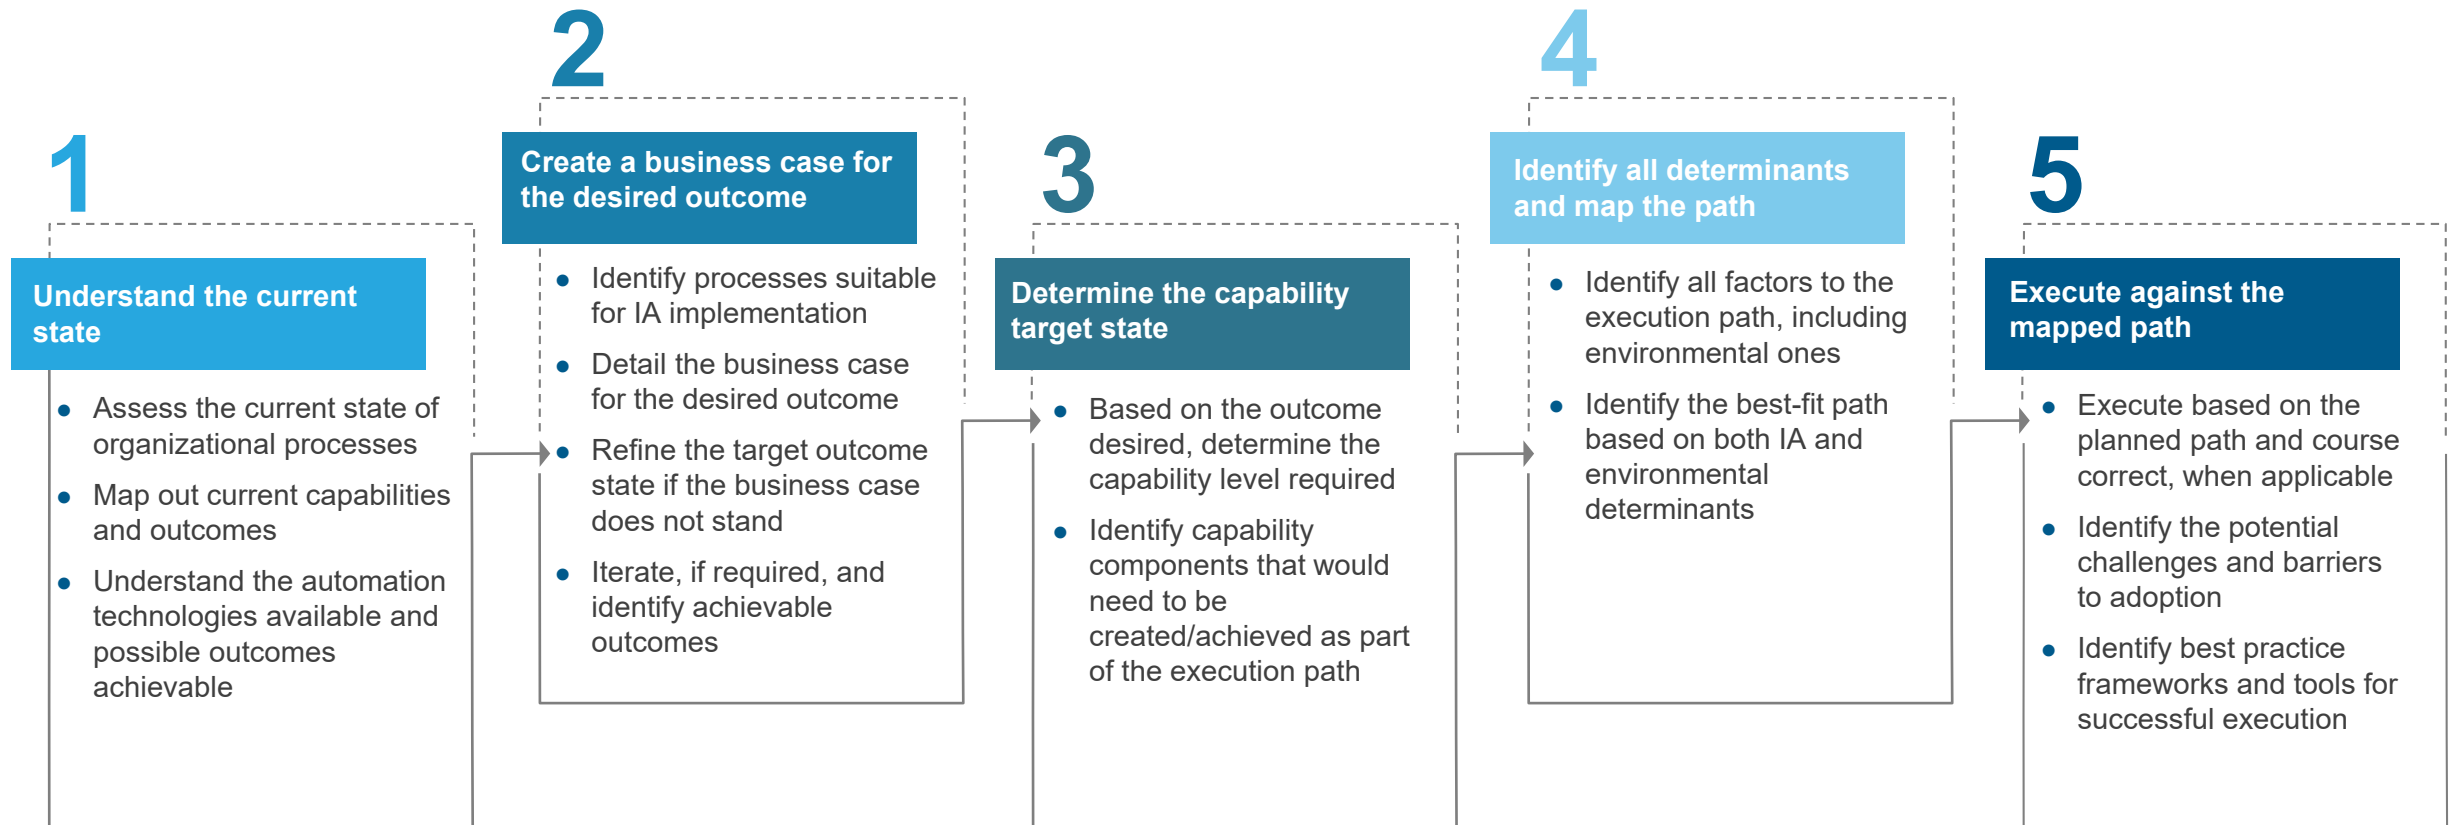 1
Understand the current
state
● Assess the current state of
organizational processes
● Map out current capabilities
and outcomes
● Understand the automation
technologies available and
possible outcomes
achievable
2
Create a business case for
the desired outcome
● Identify processes suitable
for IA implementation
● Detail the business case
for the desired outcome
● Refine the target outcome
state if the business case
does not stand
● Iterate, if required, and
identify achievable
outcomes
3
Determine the capability
target state
● Based on the outcome
desired, determine the
capability level required
● Identify capability
components that would
need to be
created/achieved as part
of the execution path
4
Identify all determinants
and map the path
● Identify all factors to the
execution path, including
environmental ones
● Identify the best-fit path
based on both IA and
environmental
determinants
5
Execute against the
mapped path
● Execute based on the
planned path and course
correct, when applicable
● Identify the potential
challenges and barriers
to adoption
● Identify best practice
frameworks and tools for
successful execution